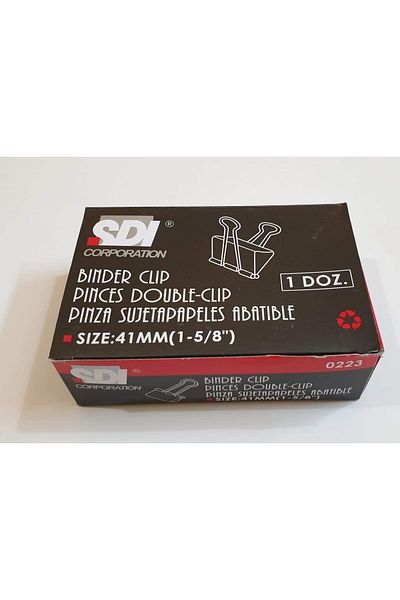 SDI ®
CORPORATION
BINDER CLIP
PINCES DOUBLE-CLIP
PINZA SUJETAPAPELES ABATIBLE
SIZE:41MM(1-5/8")
1 DOZ.
0223
SDI ®
CORPORATION
BINDER CLIP
PINCES DOUBLE-CLIP
PINZA SUJETAPAPELES ABATIBLE
SIZE:41MM(1-5/8")